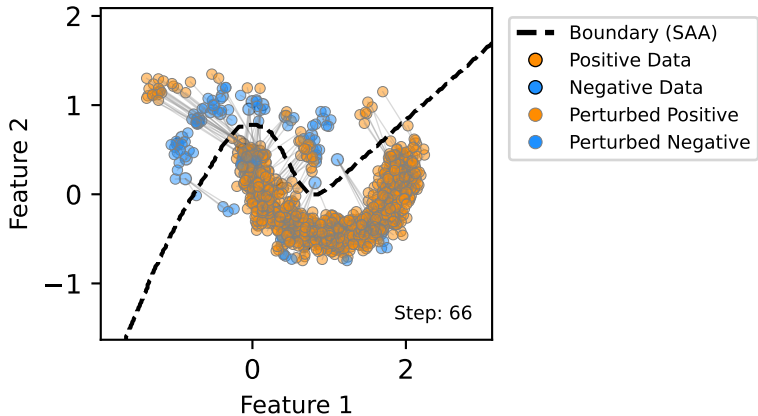 2
1
0
−1
Feature 2
0
2
Feature 1
Step: 66
Boundary (SAA)
Positive Data
Negative Data
Perturbed Positive
Perturbed Negative